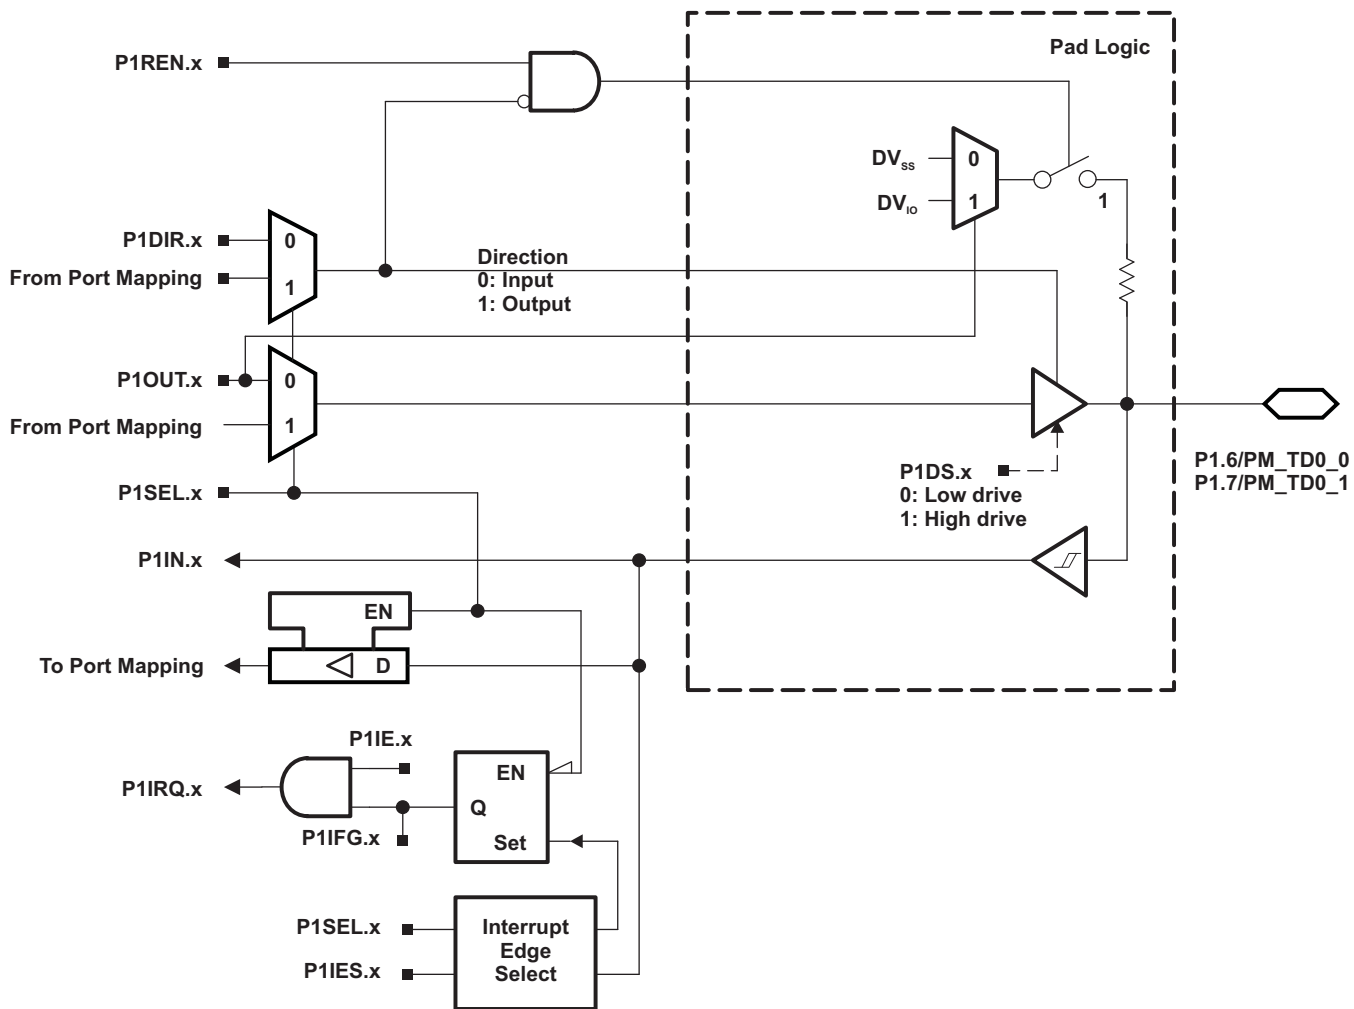 Pad Logic
P1REN.x
DVSS
0
DVIO
1
1
P1DIR.x
0
From Port Mapping
1
Direction
0: Input
1: Output
P1OUT.x
0
From Port Mapping
1
P1DS.x
0: Low drive
1: High drive
P1.6/PM_TD0_0
P1.7/PM_TD0_1
P1SEL.x
P1IN.x
EN
To Port Mapping
D
P1IE.x
EN
P1IRQ.x
Q
P1IFG.x
Set
P1SEL.x
P1IES.x
Interrupt
Edge
Select